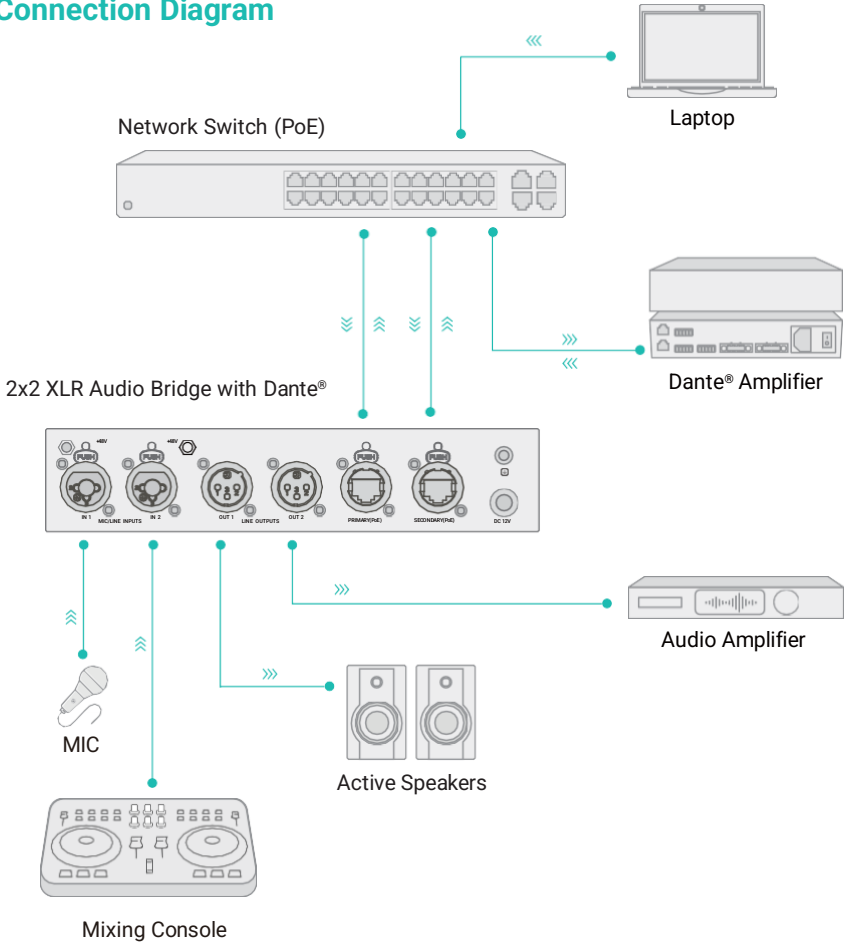 Connection Diagram
Laptop
Network Switch (PoE)
Dante® Amplifier
2x2 XLR Audio Bridge with Dante®
+48V
+48V
PUSH
PUSH
PUSH
PUSH
IN 1
MIC/LINE INPUTS
IN 2
OUT 1
LINE OUTPUTS
OUT 2
PRIMARY(PoE)
SECONDARY(PoE)
DC 12V
Audio Amplifier
MIC
Active Speakers
Mixing Console